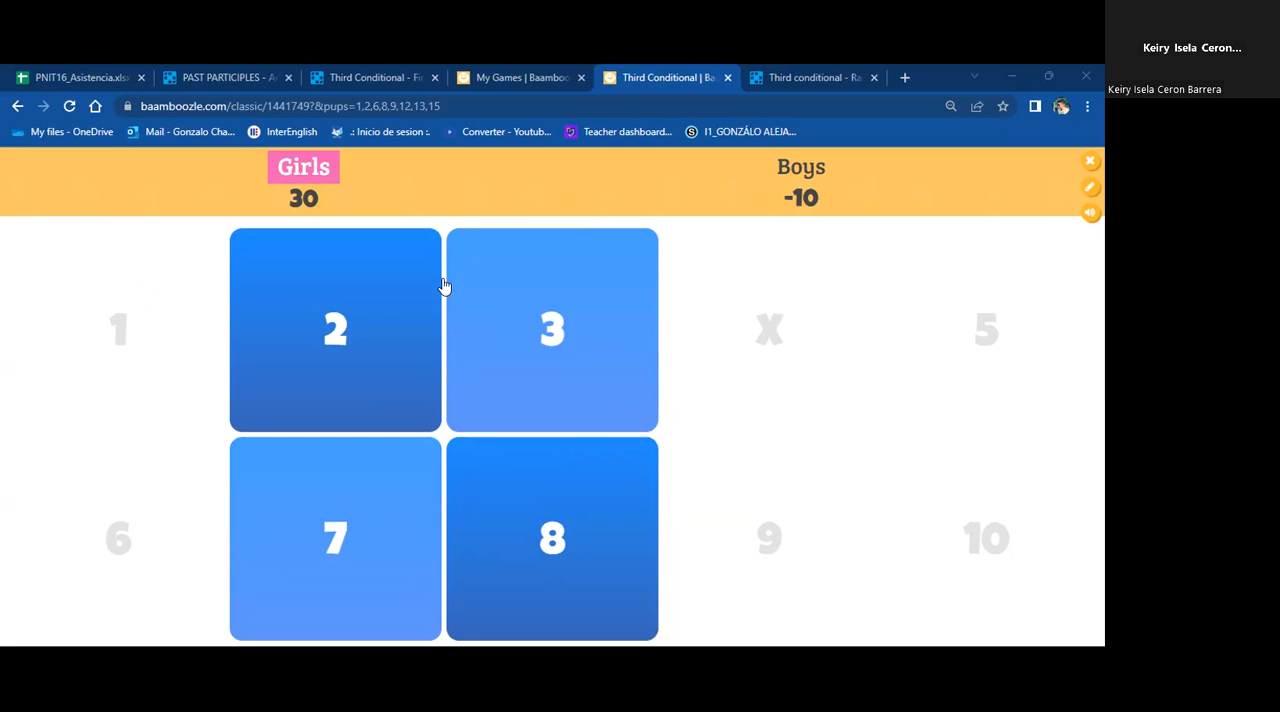 Keiry Isela Ceron...
Keiry Isela Ceron Barrera
PNIT16_Asistencia.xlsx
PAST PARTICIPLES - A
Third Conditional - Fi
My Games | Baamboo
Third Conditional | Ba
Third conditional - Ra
baamboozle.com/classic/1441749?&pups=1,2,6,8,9,12,13,15
My files - OneDrive
Mail - Gonzalo Cha...
InterEnglish
.: Inicio de sesion :.
Converter - Youtub...
Teacher dashboard...
I1_GONZÁLO ALEJA...
Girls
Boys
30
-10
1
2
3
X
5
6
7
8
9
10